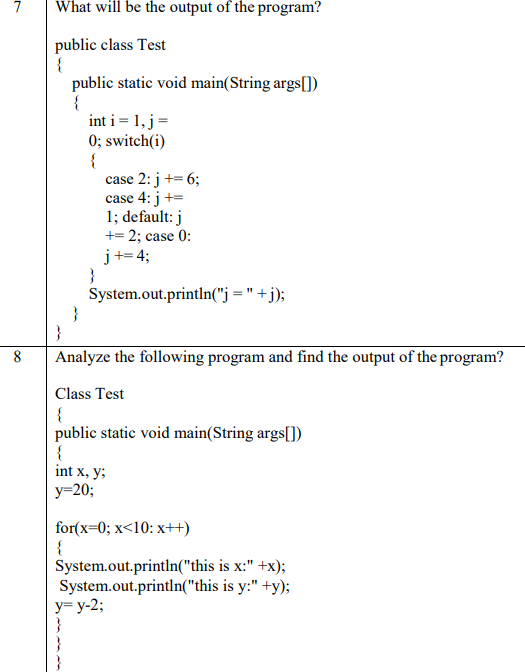 7 What will be the output of the program?
public class Test
{
public static void main(String args[])
{
int i = 1, j =
0; switch(i)
{
case 2: j += 6;
case 4: j +=
1; default: j
+= 2; case 0:
j += 4;
}
System.out.println("j = " + j);
}
}
8 Analyze the following program and find the output of the program?
Class Test
{
public static void main(String args[])
{
int x, y;
y=20;
for(x=0; x<10: x++)
{
System.out.println("this is x:" +x);
System.out.println("this is y:" +y);
y= y-2;
}
}
}